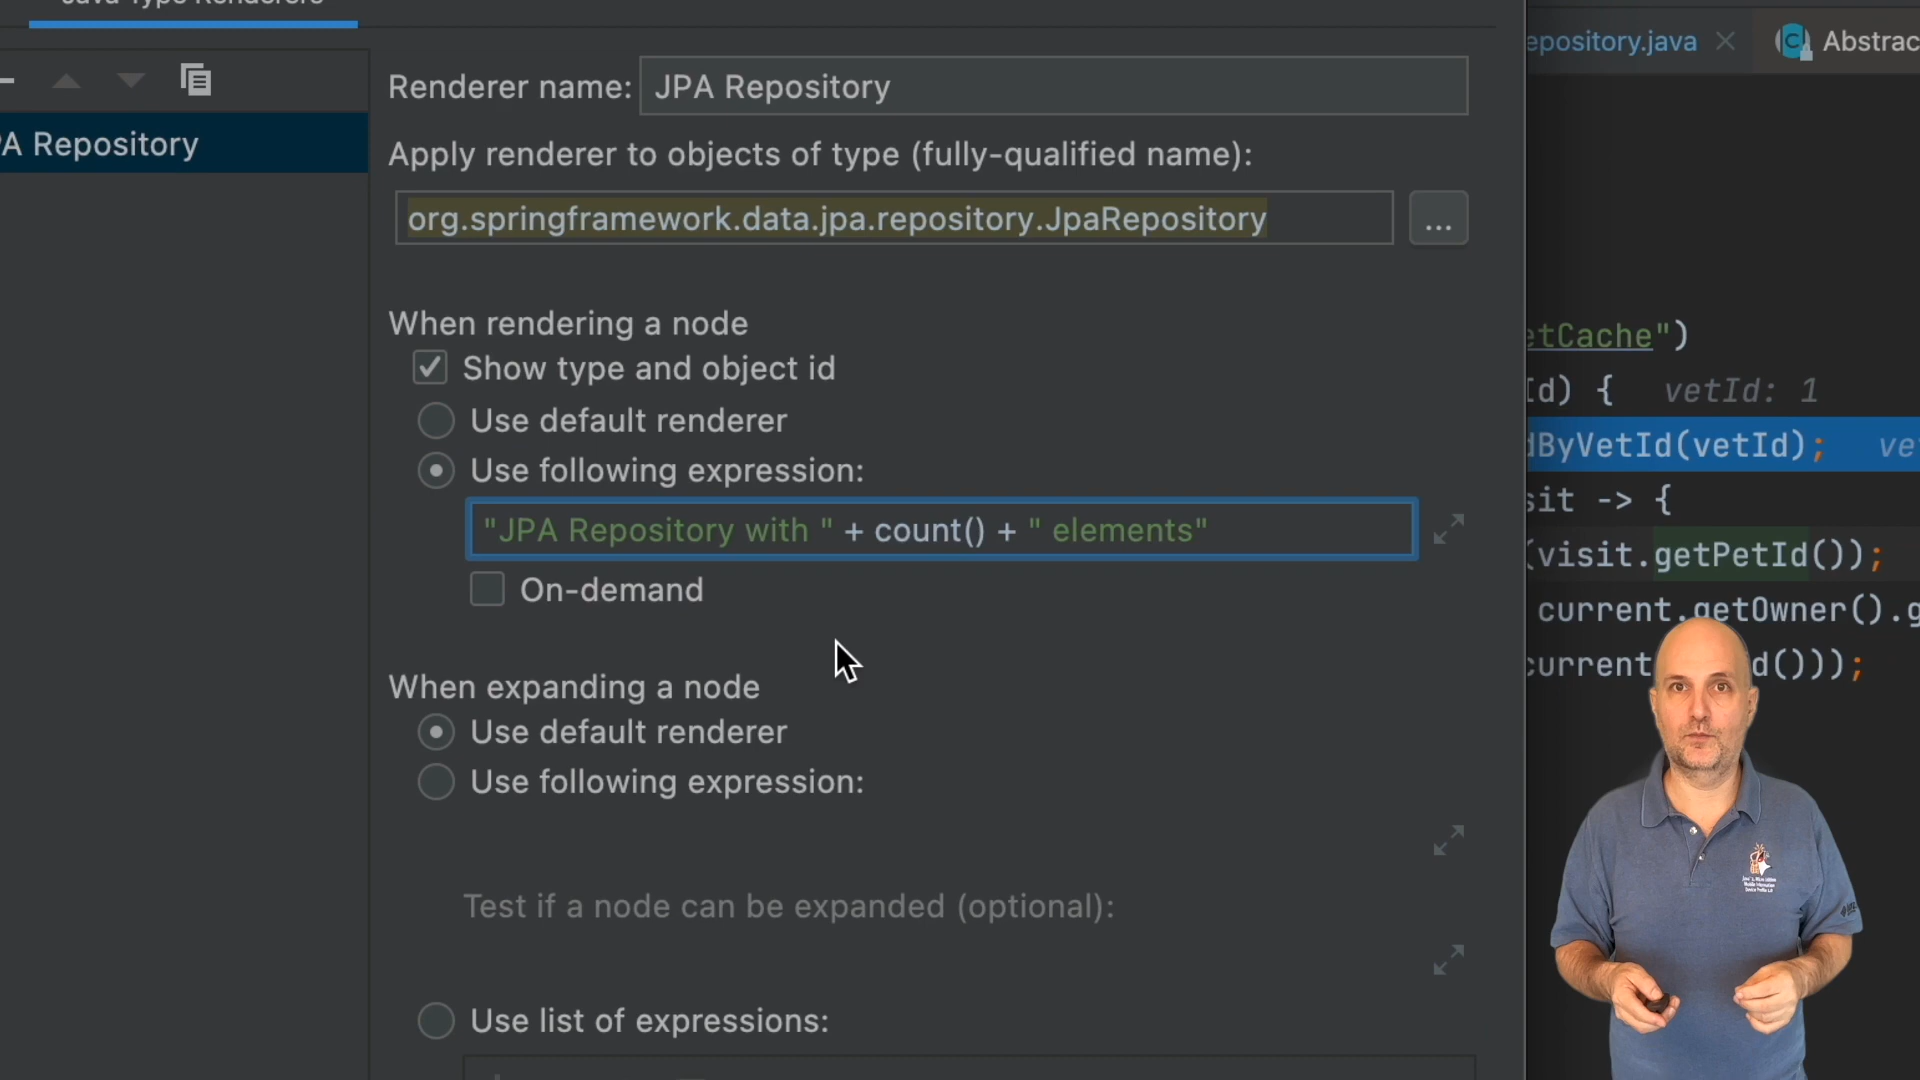 Java Type Renderers
Renderer name: JPA Repository
A Repository
Apply renderer to objects of type (fully-qualified name):
org.springframework.data.jpa.repository.JpaRepository
...
When rendering a node
Show type and object id
Use default renderer
Use following expression:
"JPA Repository with " + count() + " elements"
On-demand
When expanding a node
Use default renderer
Use following expression:
Test if a node can be expanded (optional):
Use list of expressions:
epository.java
Abstrac
etCache")
Id) { vetId: 1
dByVetId(vetId); ve
sit -> {
(visit.getPetId());
current.getOwner().g
current d()));